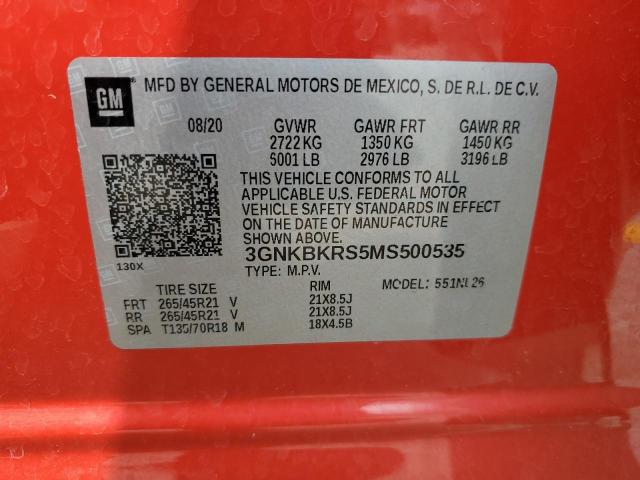 GM ® MFD BY GENERAL MOTORS DE MEXICO, S. DE R.L. DE C.V.
08/20 GVWR GAWR FRT GAWR RR
2722 KG 1350 KG 1450 KG
6001 LB 2976 LB 3196 LB
THIS VEHICLE CONFORMS TO ALL
APPLICABLE U.S. FEDERAL MOTOR
VEHICLE SAFETY STANDARDS IN EFFECT
ON THE DATE OF MANUFACTURE
SHOWN ABOVE.
3GNKBKRS5MS500535
130X TYPE: M.P.V. MODEL: 551NL26
TIRE SIZE RIM
FRT 265/45R21 V 21X8.5J
RR 265/45R21 V 21X8.5J
SPA T135/70R18 M 18X4.5B